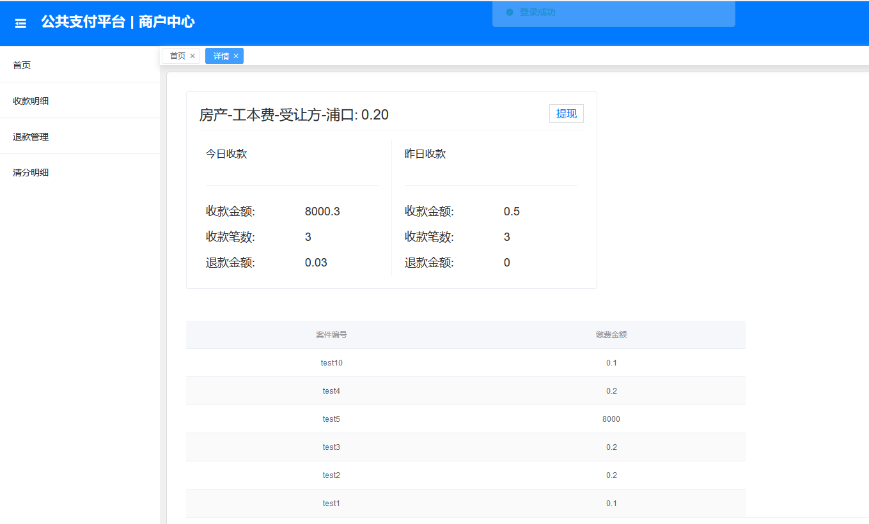 公共支付平台 | 商户中心
登录成功
首页 × 详情 ×
首页
收款明细
退款管理
清分明细
房产-工本费-受让方-浦口: 0.20 提现
今日收款 昨日收款
收款金额: 8000.3 收款金额: 0.5
收款笔数: 3 收款笔数: 3
退款金额: 0.03 退款金额: 0
案件编号 缴费金额
test10 0.1
test4 0.2
test5 8000
test3 0.2
test2 0.2
test1 0.1